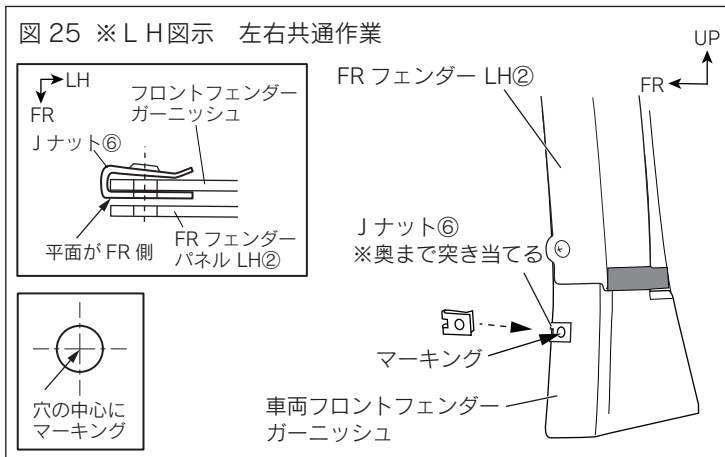 図 25 ※ＬＨ図示　左右共通作業
LH
FR
フロントフェンダー
ガーニッシュ
Ｊナット⑥
平面が FR 側
FR フェンダー
パネル LH②
穴の中心に
マーキング
UP
FR
FR フェンダー LH②
Ｊナット⑥
※奥まで突き当てる
マーキング
車両フロントフェンダー
ガーニッシュ